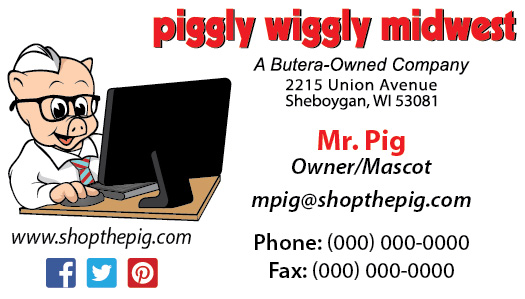 piggly wiggly midwest
A Butera-Owned Company
2215 Union Avenue
Sheboygan, WI 53081
Mr. Pig
Owner/Mascot
mpig@shopthepig.com
www.shopthepig.com
Phone: (000) 000-0000
Fax: (000) 000-0000